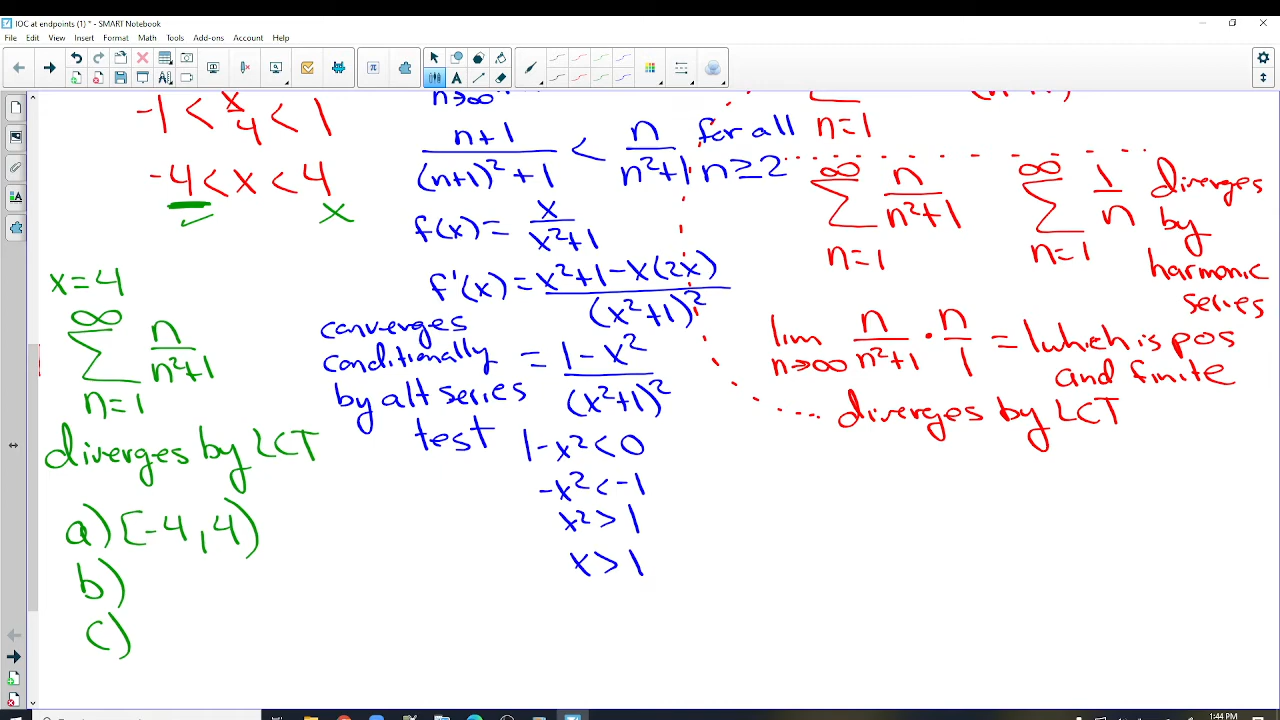 IOC at endpoints (1) * - SMART Notebook
File Edit View Insert Format Math Tools Add-ons Account Help
-1 < x/4 < 1
-4 < x < 4
x
x=4
∞
∑ n/(n²+1)
n=1
diverges by LCT
a) [-4,4)
b)
c)
n→∞
(n+1)/((n+1)²+1) < n/(n²+1) for all n≥2
f(x) = x/(x²+1)
f'(x) = (x²+1-x(2x))/(x²+1)²
= (1-x²)/(x²+1)²
converges
conditionally
by alt series
test
1-x²<0
-x²<-1
x²>1
x>1
∑
n=1
∞
∑ n/(n²+1)
n=1
∞
∑ 1/n
n=1
diverges
by
harmonic
series
lim n/(n²+1) · n/1 = 1 which is pos
n→∞
and finite
.... diverges by LCT
1:44 PM